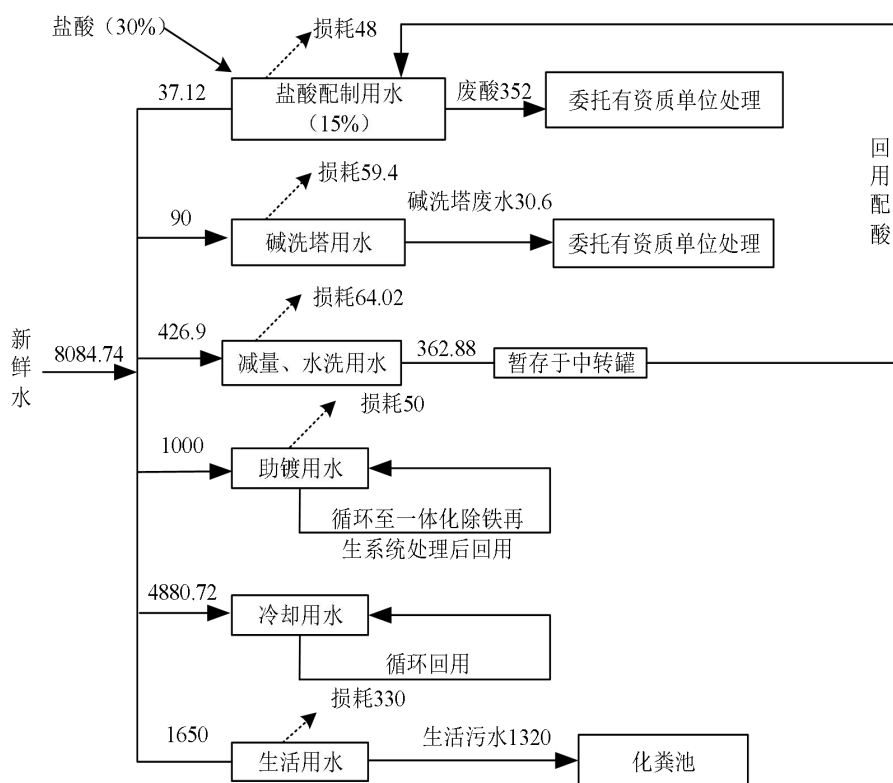 盐酸（30%）
损耗48
37.12
盐酸配制用水
（15%）
废酸352
委托有资质单位处理
回用配酸
损耗59.4
90
碱洗塔用水
碱洗塔废水30.6
委托有资质单位处理
损耗64.02
426.9
减量、水洗用水
362.88
暂存于中转罐
新鲜水
8084.74
损耗50
1000
助镀用水
循环至一体化除铁再
生系统处理后回用
4880.72
冷却用水
循环回用
损耗330
1650
生活用水
生活污水1320
化粪池